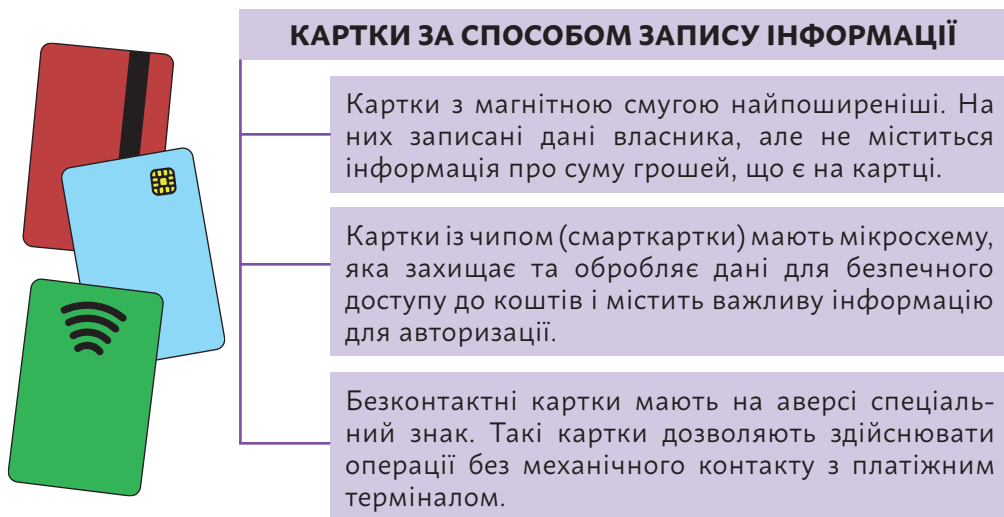 КАРТКИ ЗА СПОСОБОМ ЗАПИСУ ІНФОРМАЦІЇ
Картки з магнітною смугою найпоширеніші. На
них записані дані власника, але не міститься
інформація про суму грошей, що є на картці.
Картки із чипом (смарткартки) мають мікросхему,
яка захищає та обробляє дані для безпечного
доступу до коштів і містить важливу інформацію
для авторизації.
Безконтактні картки мають на аверсі спеціаль-
ний знак. Такі картки дозволяють здійснювати
операції без механічного контакту з платіжним
терміналом.